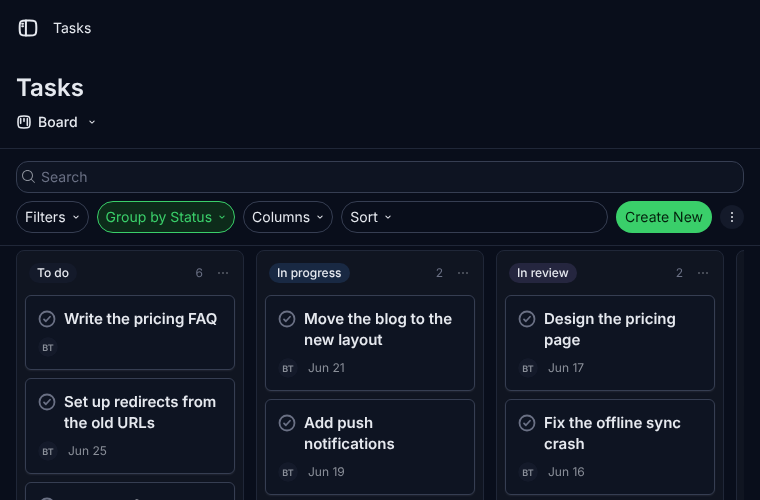 Tasks
Tasks
Board
Search
Filters
Group by Status
Columns
Sort
Create New
To do
6
Write the pricing FAQ
BT
Set up redirects from
the old URLs
BT
Jun 25
In progress
2
Move the blog to the
new layout
BT
Jun 21
Add push
notifications
BT
Jun 19
In review
2
Design the pricing
page
BT
Jun 17
Fix the offline sync
crash
BT
Jun 16